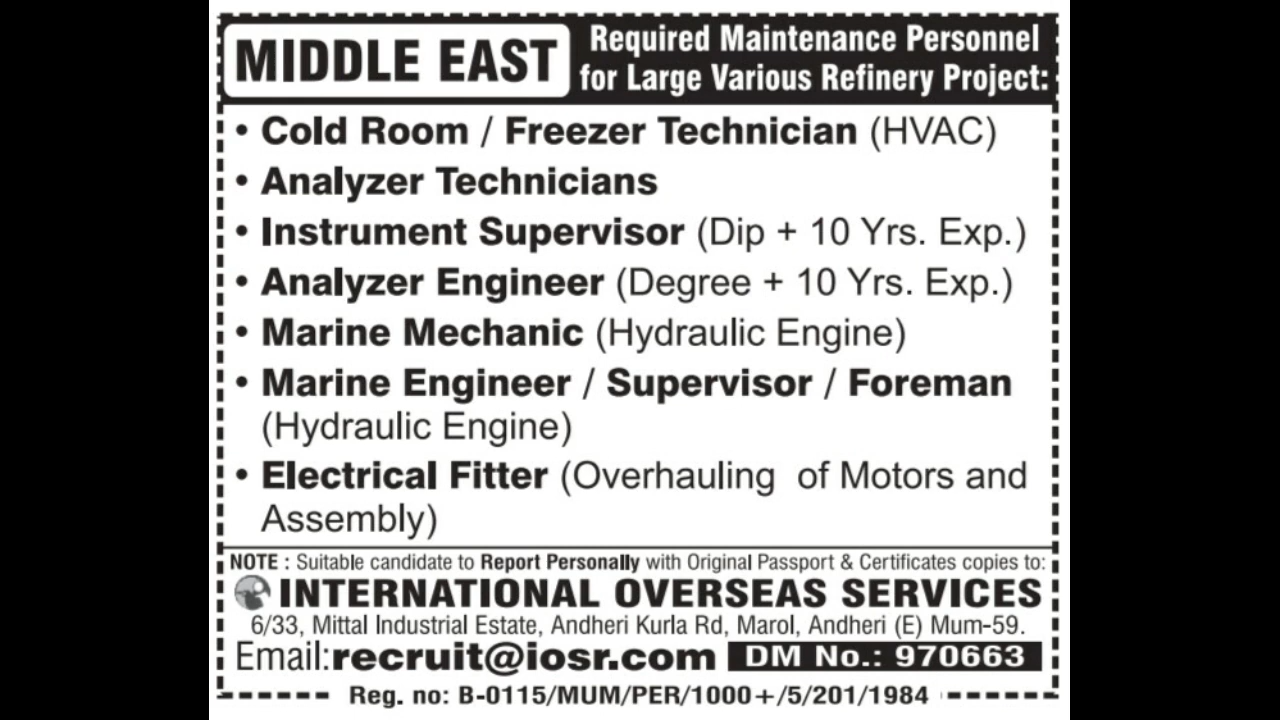 MIDDLE EAST
Required Maintenance Personnel
for Large Various Refinery Project:
• Cold Room / Freezer Technician (HVAC)
• Analyzer Technicians
• Instrument Supervisor (Dip + 10 Yrs. Exp.)
• Analyzer Engineer (Degree + 10 Yrs. Exp.)
• Marine Mechanic (Hydraulic Engine)
• Marine Engineer / Supervisor / Foreman
(Hydraulic Engine)
• Electrical Fitter (Overhauling of Motors and
Assembly)
NOTE : Suitable candidate to Report Personally with Original Passport & Certificates copies to:
INTERNATIONAL OVERSEAS SERVICES
6/33, Mittal Industrial Estate, Andheri Kurla Rd, Marol, Andheri (E) Mum-59.
Email:recruit@iosr.com DM No.: 970663
Reg. no: B-0115/MUM/PER/1000+/5/201/1984